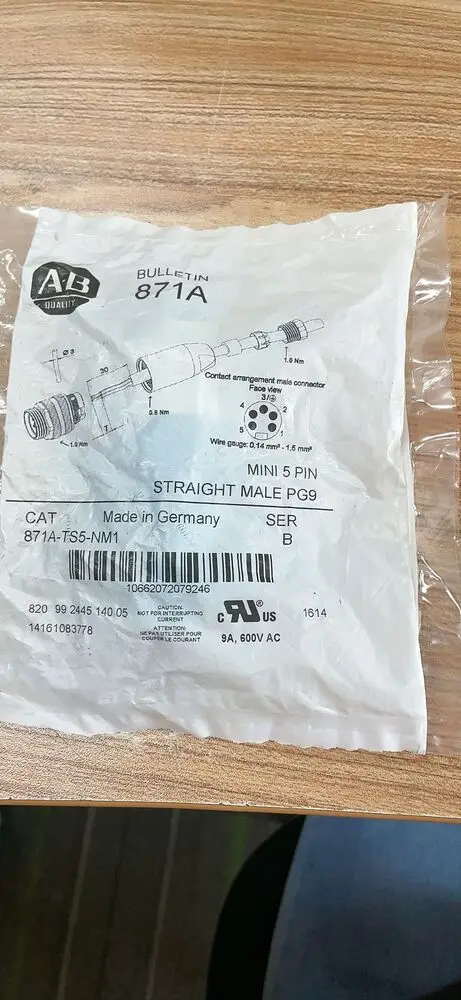 AB
QUALITY
BULLETIN
871A
Ø 3
30
7
1.0 Nm
0.8 Nm
1.0 Nm
Contact arrangement male connector
Face view
3/⏚
4 2
5 1
Wire gauge: 0,14 mm² - 1,5 mm²
MINI 5 PIN
STRAIGHT MALE PG9
CAT Made in Germany SER
871A-TS5-NM1 B
10662072079246
820 99 2445 140 05
14161083778
CAUTION:
NOT FOR INTERRUPTING
CURRENT
ATTENTION:
NE PAS UTILISER POUR
COUPER LE COURANT
C RU® US
9A, 600V AC
1614